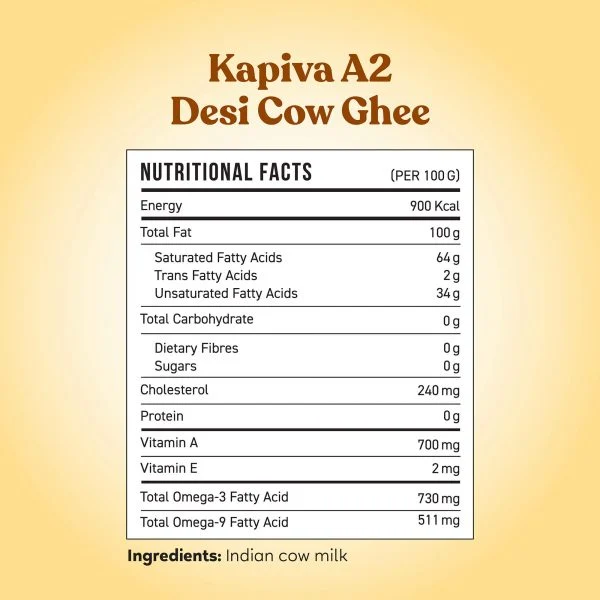 Kapiva A2
Desi Cow Ghee
NUTRITIONAL FACTS (PER 100 G)
Energy 900 Kcal
Total Fat 100 g
Saturated Fatty Acids 64 g
Trans Fatty Acids 2 g
Unsaturated Fatty Acids 34 g
Total Carbohydrate 0 g
Dietary Fibres 0 g
Sugars 0 g
Cholesterol 240 mg
Protein 0 g
Vitamin A 700 mg
Vitamin E 2 mg
Total Omega-3 Fatty Acid 730 mg
Total Omega-9 Fatty Acid 511 mg
Ingredients: Indian cow milk